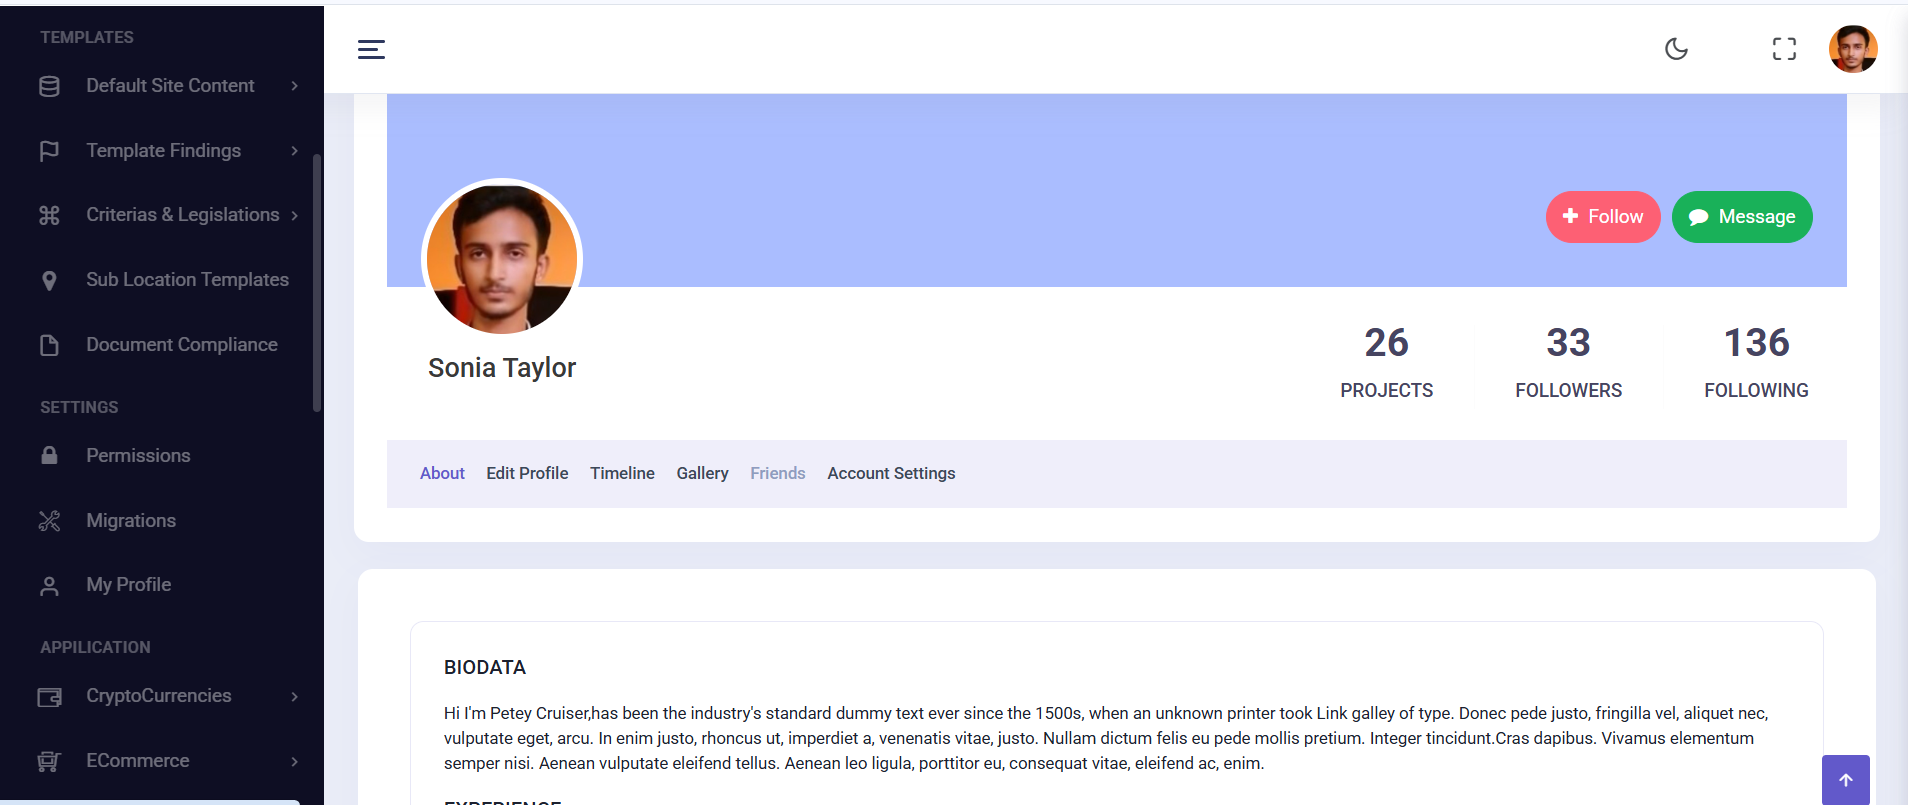 TEMPLATES
Default Site Content
Template Findings
Criterias & Legislations
Sub Location Templates
Document Compliance
SETTINGS
Permissions
Migrations
My Profile
APPILICATION
CryptoCurrencies
ECommerce
Follow
Message
Sonia Taylor
26
PROJECTS
33
FOLLOWERS
136
FOLLOWING
About Edit Profile Timeline Gallery Friends Account Settings
BIODATA
Hi I'm Petey Cruiser,has been the industry's standard dummy text ever since the 1500s, when an unknown printer took Link galley of type. Donec pede justo, fringilla vel, aliquet nec,
vulputate eget, arcu. In enim justo, rhoncus ut, imperdiet a, venenatis vitae, justo. Nullam dictum felis eu pede mollis pretium. Integer tincidunt.Cras dapibus. Vivamus elementum
semper nisi. Aenean vulputate eleifend tellus. Aenean leo ligula, porttitor eu, consequat vitae, eleifend ac, enim.
EXPERIENCE